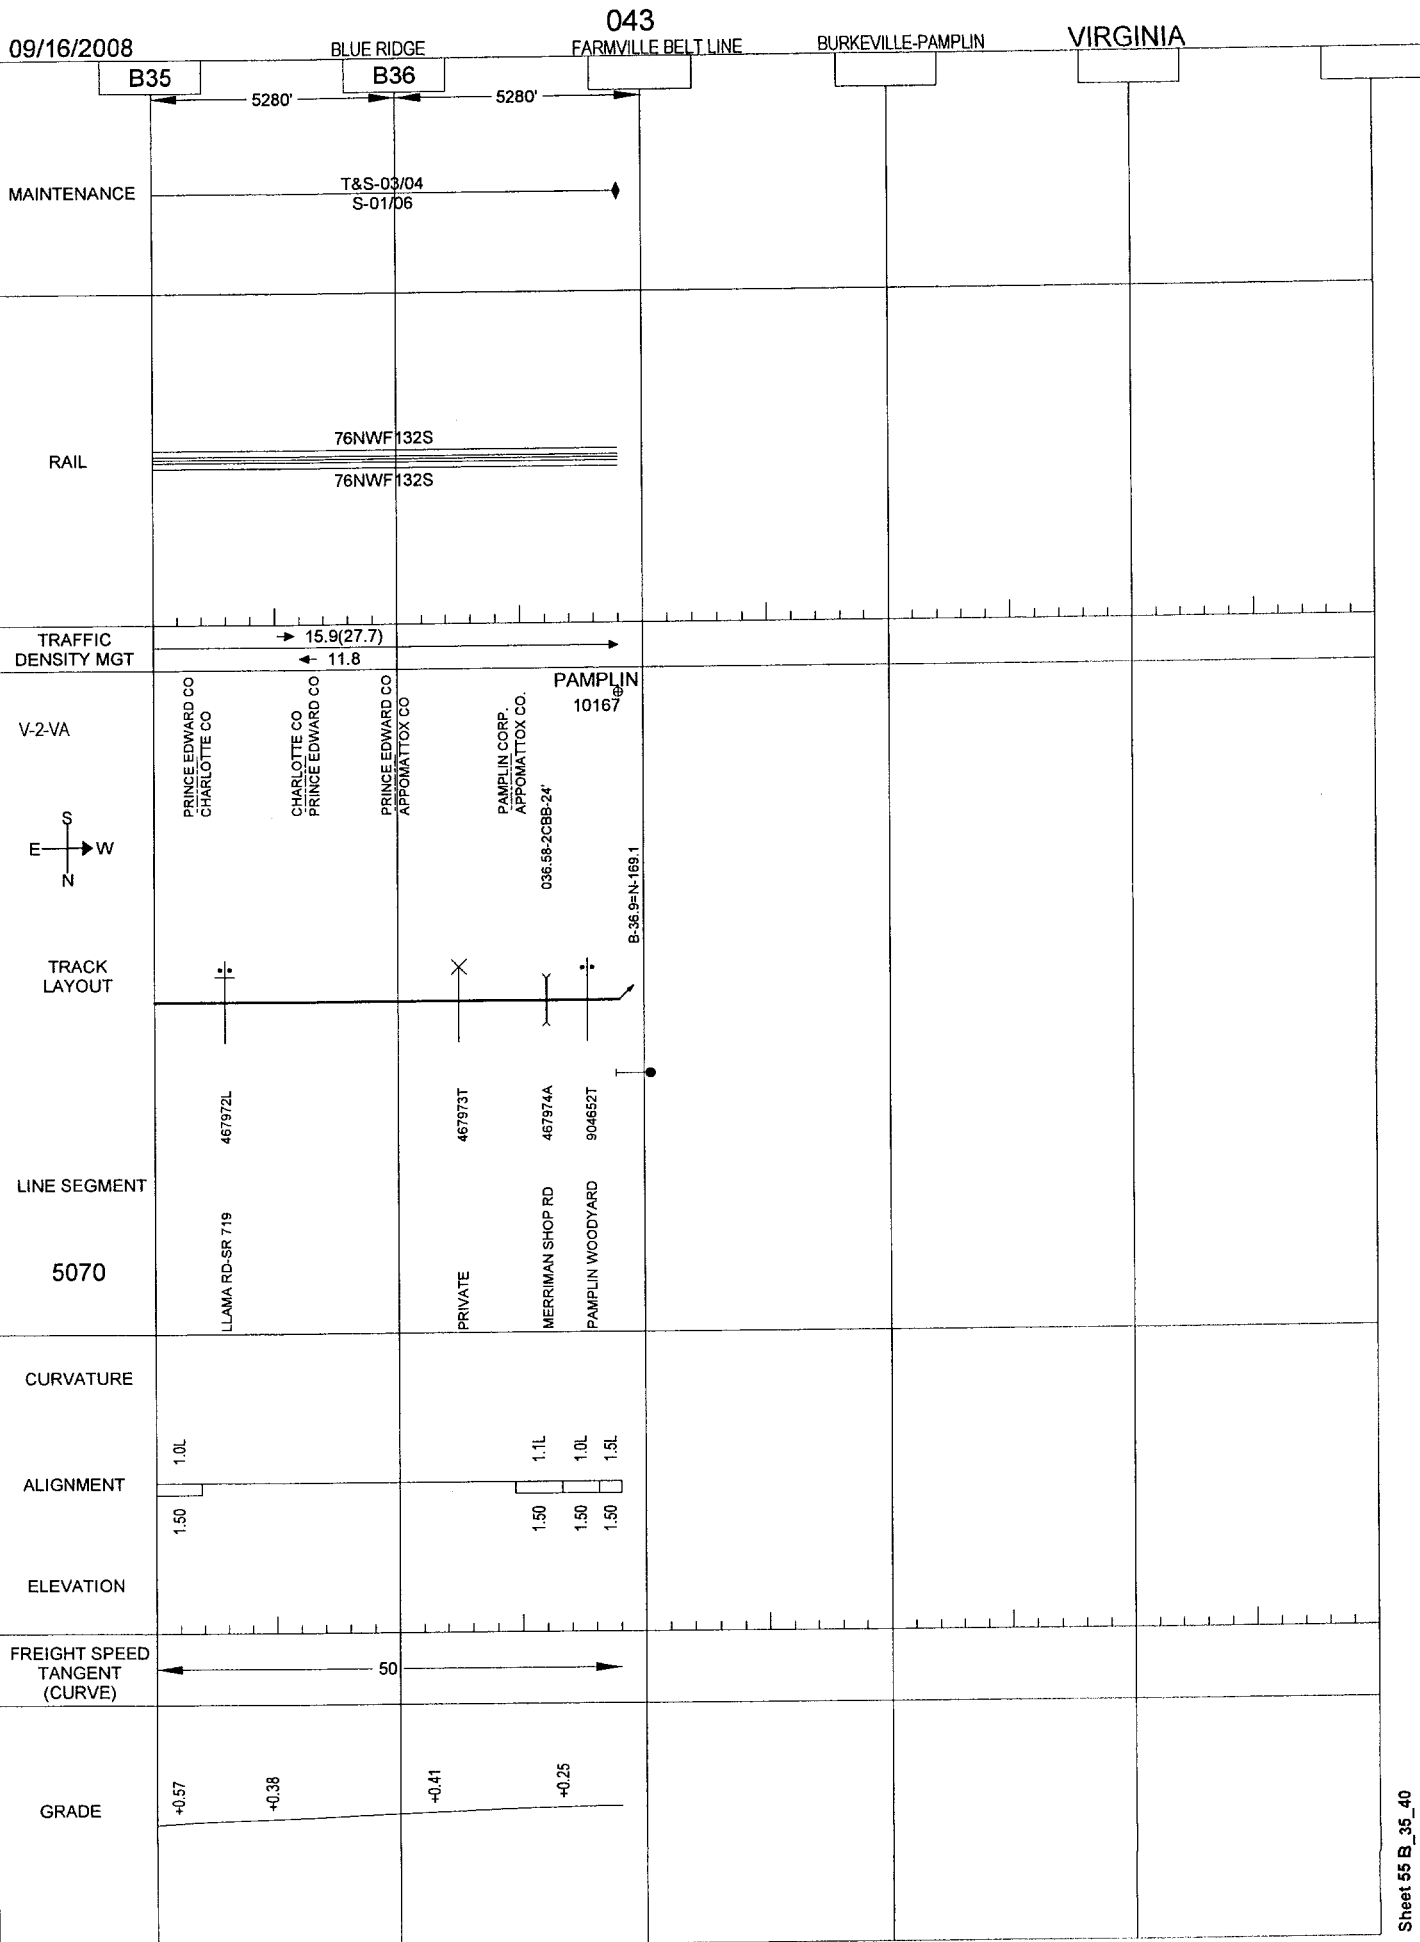 043
09/16/2008
BLUE RIDGE
FARMVILLE BELT LINE
BURKEVILLE-PAMPLIN
VIRGINIA
B35
B36
5280'
5280'
MAINTENANCE
T&S-03/04
S-01/06
RAIL
76NWF132S
76NWF132S
TRAFFIC
DENSITY MGT
15.9(27.7)
11.8
V-2-VA
PRINCE EDWARD CO
CHARLOTTE CO
CHARLOTTE CO
PRINCE EDWARD CO
PRINCE EDWARD CO
APPOMATTOX CO
PAMPLIN CORP.
APPOMATTOX CO.
PAMPLIN
10167
036.58-2CBB-24'
B-36.9=N-169.1
S
E W
N
TRACK
LAYOUT
467972L
467973T
467974A
904652T
LINE SEGMENT
5070
LLAMA RD-SR 719
PRIVATE
MERRIMAN SHOP RD
PAMPLIN WOODYARD
CURVATURE
1.0L
1.1L
1.0L
1.5L
ALIGNMENT
1.50
1.50
1.50
1.50
ELEVATION
FREIGHT SPEED
TANGENT
(CURVE)
50
GRADE
+0.57
+0.38
+0.41
+0.25
Sheet 55 B_35_40